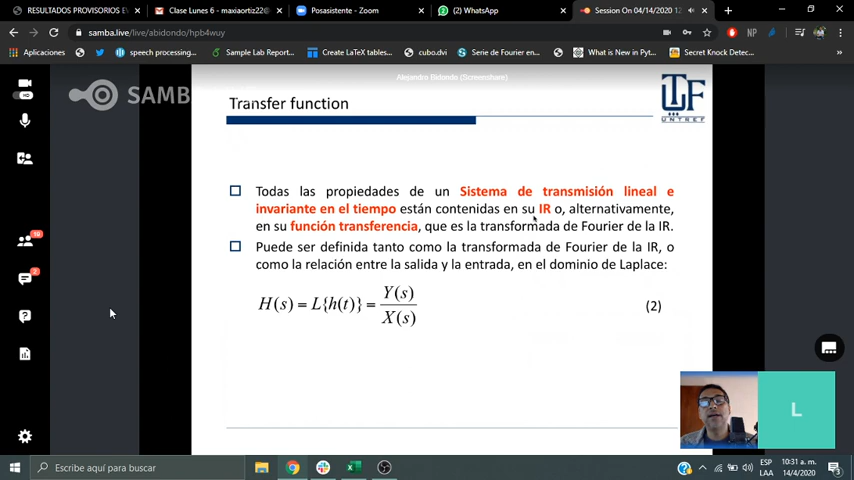 RESULTADOS PROVISORIOS E
Clase Lunes 6 - maxiaortiz22@
Posasistente - Zoom
(2) WhatsApp
Session On 04/14/2020 12
samba.live/live/abidondo/hpb4wuy
Aplicaciones
speech processing...
Sample Lab Report...
Create LaTeX tables...
cubo.dvi
Serie de Fourier en...
What is New in Pyt...
Secret Knock Detec...
NP
Alejandro Bidondo (Screenshare)
SAMB
HD
Transfer function
UNTREF
Todas las propiedades de un Sistema de transmisión lineal e
invariante en el tiempo están contenidas en su IR o, alternativamente,
en su función transferencia, que es la transformada de Fourier de la IR.
Puede ser definida tanto como la transformada de Fourier de la IR, o
como la relación entre la salida y la entrada, en el dominio de Laplace:
H(s) = L{h(t)} = Y(s) / X(s) (2)
L
Escribe aquí para buscar
ESP
LAA
10:31 a. m.
14/4/2020